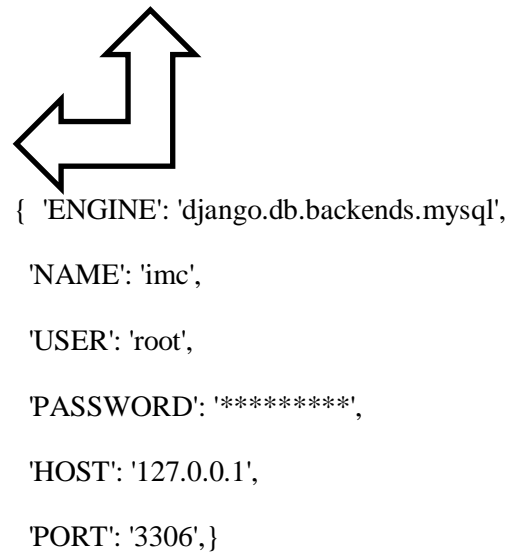 { 'ENGINE': 'django.db.backends.mysql',
'NAME': 'imc',
'USER': 'root',
'PASSWORD': '*********',
'HOST': '127.0.0.1',
'PORT': '3306',}